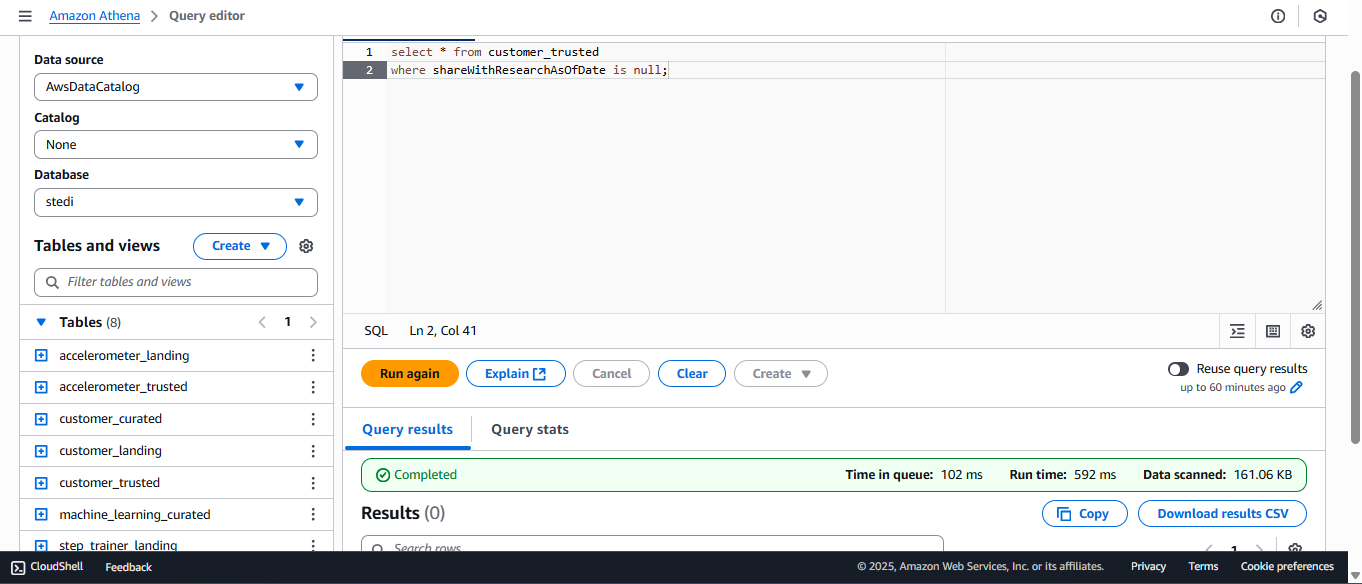 Amazon Athena > Query editor
Data source
AwsDataCatalog
Catalog
None
Database
stedi
Tables and views Create
Filter tables and views
Tables (8) 1
accelerometer_landing
accelerometer_trusted
customer_curated
customer_landing
customer_trusted
machine_learning_curated
step_trainer_landing
1 select * from customer_trusted
2 where shareWithResearchAsOfDate is null;
SQL Ln 2, Col 41
Run again Explain Cancel Clear Create
Reuse query results
up to 60 minutes ago
Query results Query stats
Completed Time in queue: 102 ms Run time: 592 ms Data scanned: 161.06 KB
Results (0) Copy Download results CSV
Search rows 1
CloudShell Feedback © 2025, Amazon Web Services, Inc. or its affiliates. Privacy Terms Cookie preferences